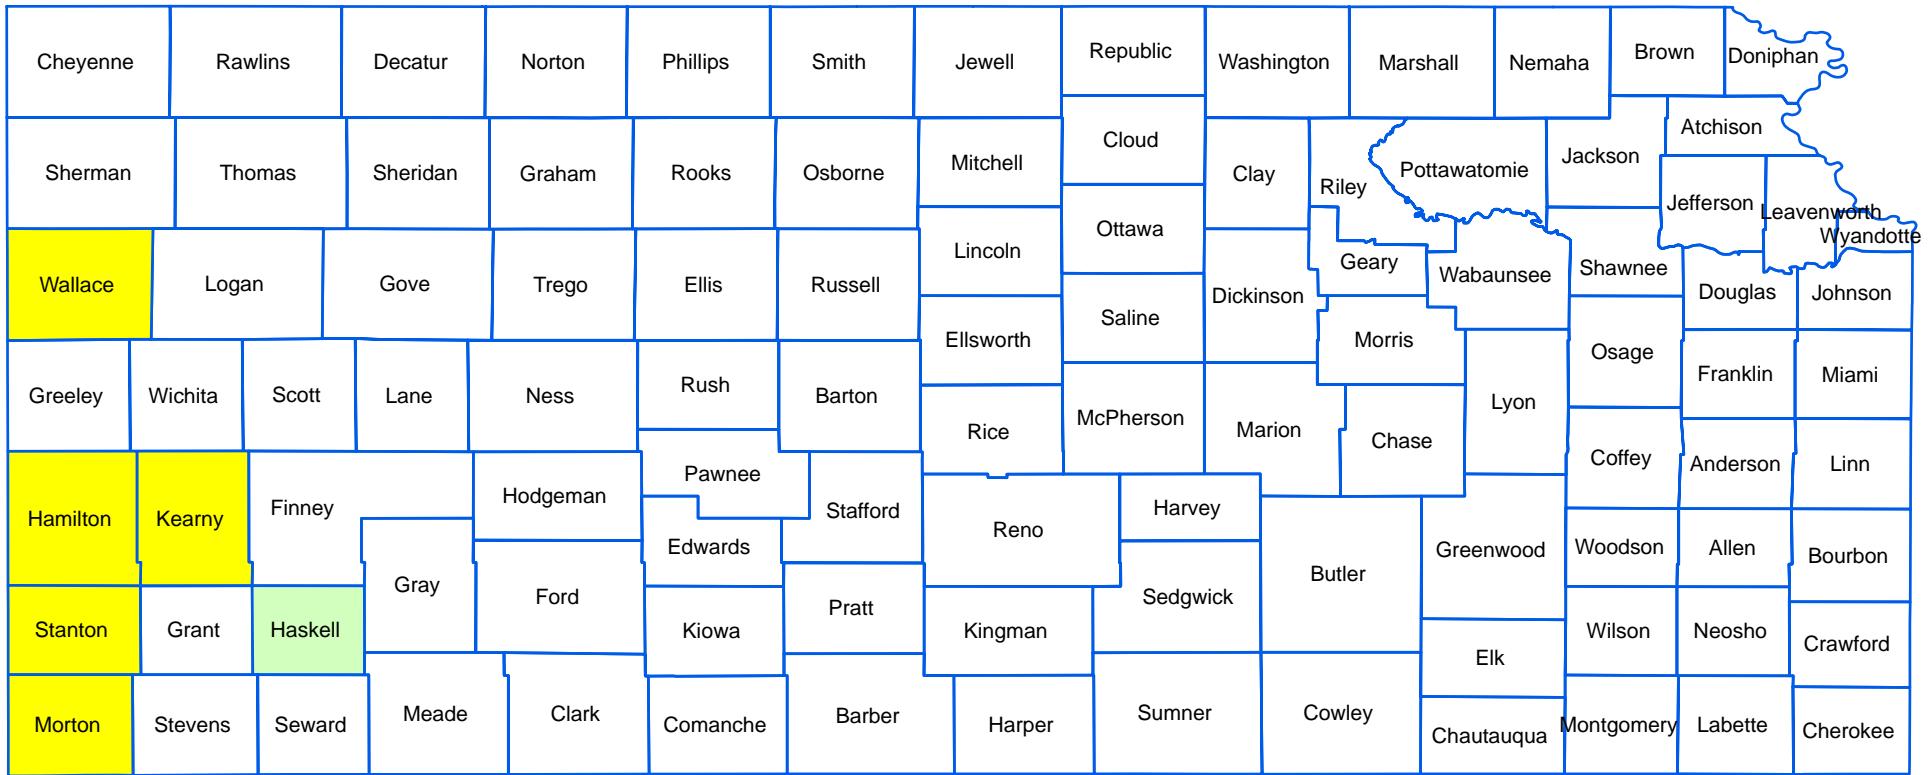 Cheyenne
Rawlins
Decatur
Norton
Phillips
Smith
Jewell
Republic
Washington
Marshall
Nemaha
Brown
Doniphan
Sherman
Thomas
Sheridan
Graham
Rooks
Osborne
Mitchell
Cloud
Clay
Riley
Pottawatomie
Jackson
Atchison
Jefferson
Leavenworth
Wyandotte
Wallace
Logan
Gove
Trego
Ellis
Russell
Lincoln
Ottawa
Dickinson
Geary
Wabaunsee
Shawnee
Douglas
Johnson
Ellsworth
Saline
Morris
Osage
Franklin
Miami
Greeley
Wichita
Scott
Lane
Ness
Rush
Barton
Rice
McPherson
Marion
Chase
Lyon
Coffey
Anderson
Linn
Hamilton
Kearny
Finney
Hodgeman
Pawnee
Stafford
Edwards
Reno
Harvey
Greenwood
Woodson
Allen
Bourbon
Gray
Ford
Butler
Sedgwick
Stanton
Grant
Haskell
Kiowa
Pratt
Kingman
Wilson
Neosho
Crawford
Elk
Morton
Stevens
Seward
Meade
Clark
Comanche
Barber
Harper
Sumner
Cowley
Chautauqua
Montgomery
Labette
Cherokee